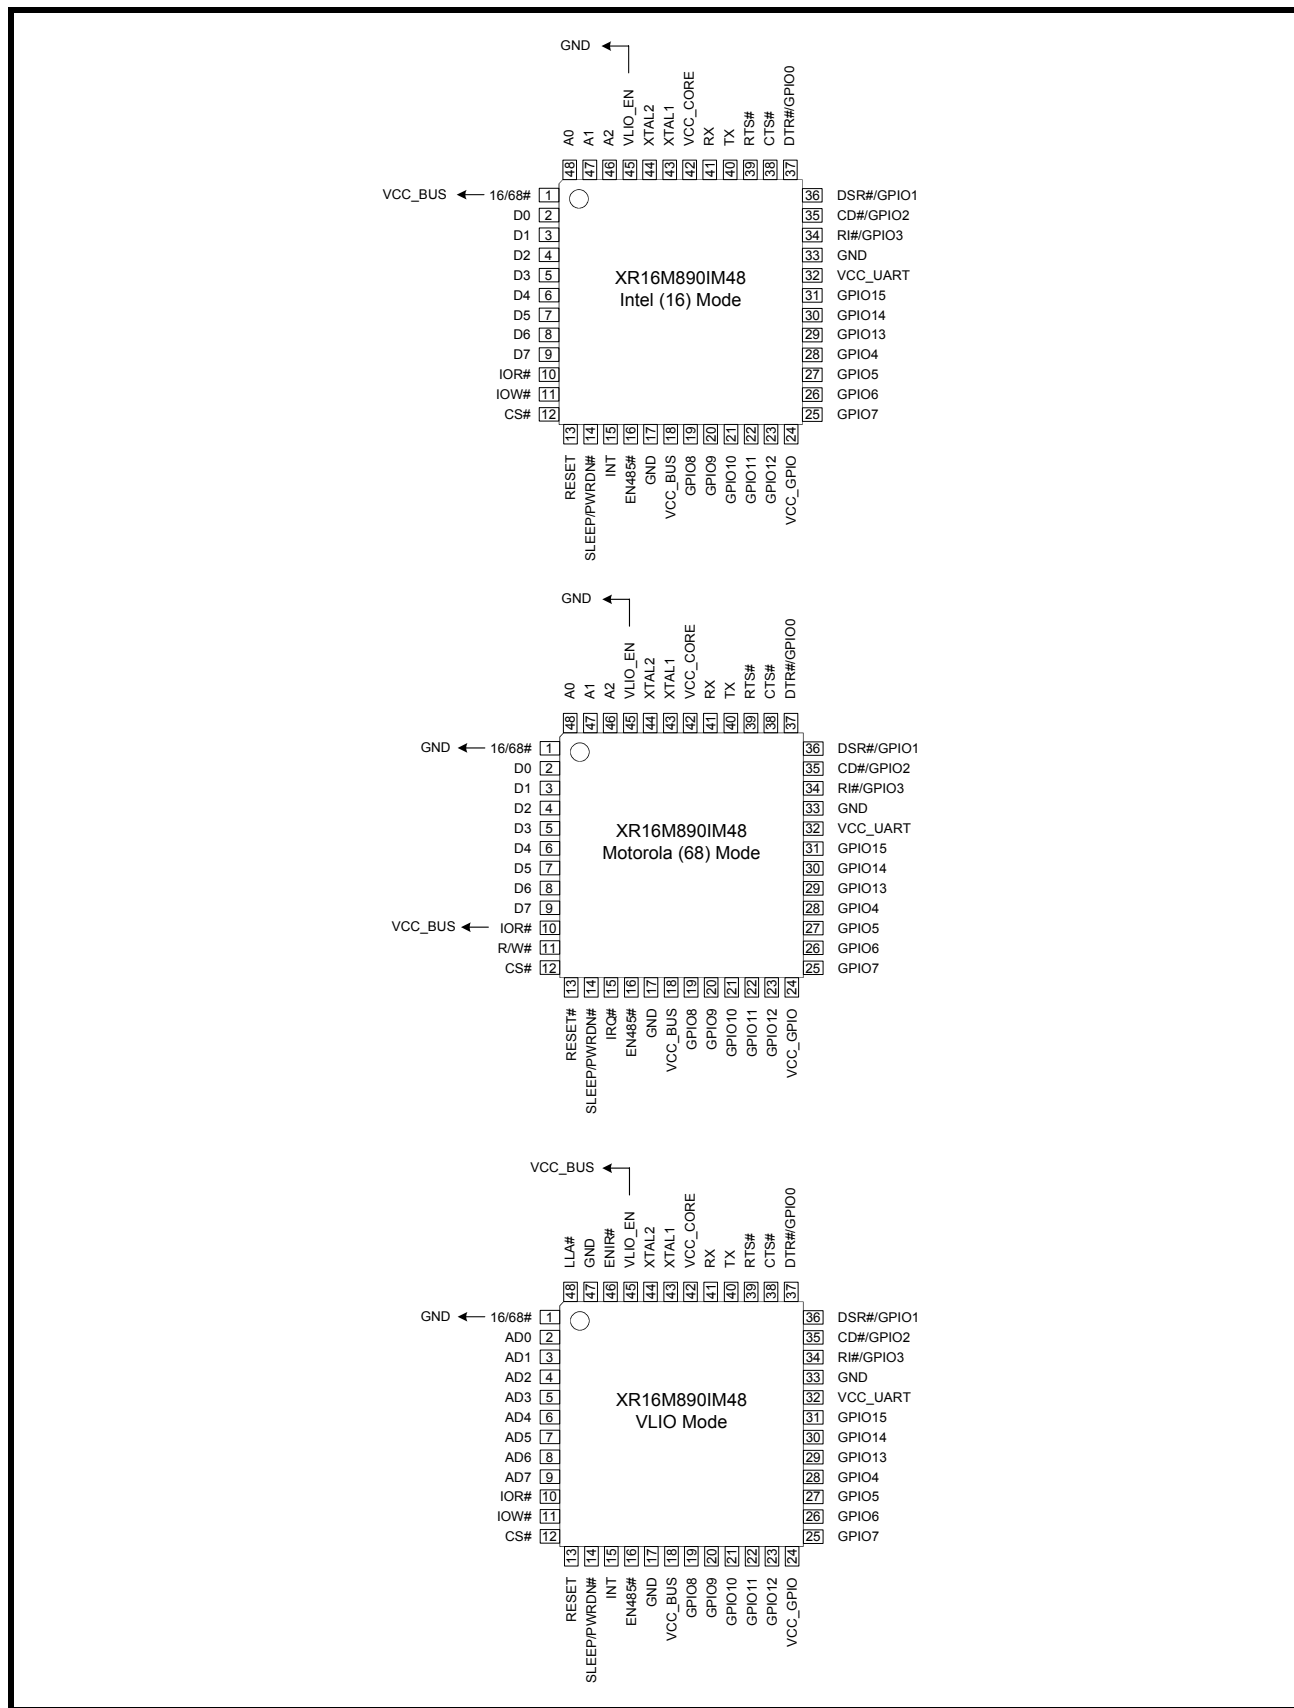 GND
A0
A1
A2
VLIO_EN
XTAL2
XTAL1
VCC_CORE
RX
TX
RTS#
CTS#
DTR#/GPIO0
48
47
46
45
44
43
42
41
40
39
38
37
VCC_BUS
16/68# 1
D0 2
D1 3
D2 4
D3 5
D4 6
D5 7
D6 8
D7 9
IOR# 10
IOW# 11
CS# 12
XR16M890IM48
Intel (16) Mode
36 DSR#/GPIO1
35 CD#/GPIO2
34 RI#/GPIO3
33 GND
32 VCC_UART
31 GPIO15
30 GPIO14
29 GPIO13
28 GPIO4
27 GPIO5
26 GPIO6
25 GPIO7
13
14
15
16
17
18
19
20
21
22
23
24
RESET
SLEEP/PWRDN#
INT
EN485#
GND
VCC_BUS
GPIO8
GPIO9
GPIO10
GPIO11
GPIO12
VCC_GPIO
GND
A0
A1
A2
VLIO_EN
XTAL2
XTAL1
VCC_CORE
RX
TX
RTS#
CTS#
DTR#/GPIO0
48
47
46
45
44
43
42
41
40
39
38
37
GND
16/68# 1
D0 2
D1 3
D2 4
D3 5
D4 6
D5 7
D6 8
D7 9
VCC_BUS
IOR# 10
R/W# 11
CS# 12
XR16M890IM48
Motorola (68) Mode
36 DSR#/GPIO1
35 CD#/GPIO2
34 RI#/GPIO3
33 GND
32 VCC_UART
31 GPIO15
30 GPIO14
29 GPIO13
28 GPIO4
27 GPIO5
26 GPIO6
25 GPIO7
13
14
15
16
17
18
19
20
21
22
23
24
RESET#
SLEEP/PWRDN#
IRQ#
EN485#
GND
VCC_BUS
GPIO8
GPIO9
GPIO10
GPIO11
GPIO12
VCC_GPIO
VCC_BUS
LLA#
GND
ENIR#
VLIO_EN
XTAL2
XTAL1
VCC_CORE
RX
TX
RTS#
CTS#
DTR#/GPIO0
48
47
46
45
44
43
42
41
40
39
38
37
GND
16/68# 1
AD0 2
AD1 3
AD2 4
AD3 5
AD4 6
AD5 7
AD6 8
AD7 9
IOR# 10
IOW# 11
CS# 12
XR16M890IM48
VLIO Mode
36 DSR#/GPIO1
35 CD#/GPIO2
34 RI#/GPIO3
33 GND
32 VCC_UART
31 GPIO15
30 GPIO14
29 GPIO13
28 GPIO4
27 GPIO5
26 GPIO6
25 GPIO7
13
14
15
16
17
18
19
20
21
22
23
24
RESET
SLEEP/PWRDN#
INT
EN485#
GND
VCC_BUS
GPIO8
GPIO9
GPIO10
GPIO11
GPIO12
VCC_GPIO